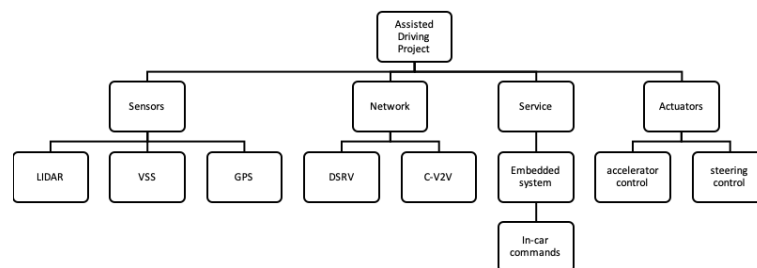 Assisted
Driving
Project
Sensors
Network
Service
Actuators
LIDAR
VSS
GPS
DSRV
C-V2V
Embedded
system
accelerator
control
steering
control
In-car
commands